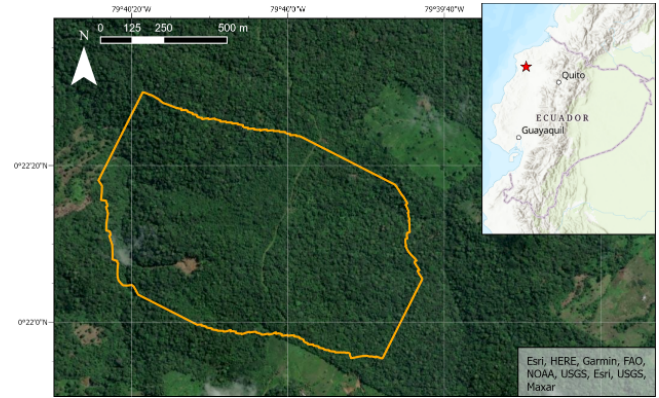 79°40'20"W
79°40'0"W
79°39'48"W
0 125 250 500 m
N
Quito
ECUADOR
Guayaquil
0°22'20"N
0°22'0"N
Esri, HERE, Garmin, FAO,
NOAA, USGS, Esri, USGS,
Maxar